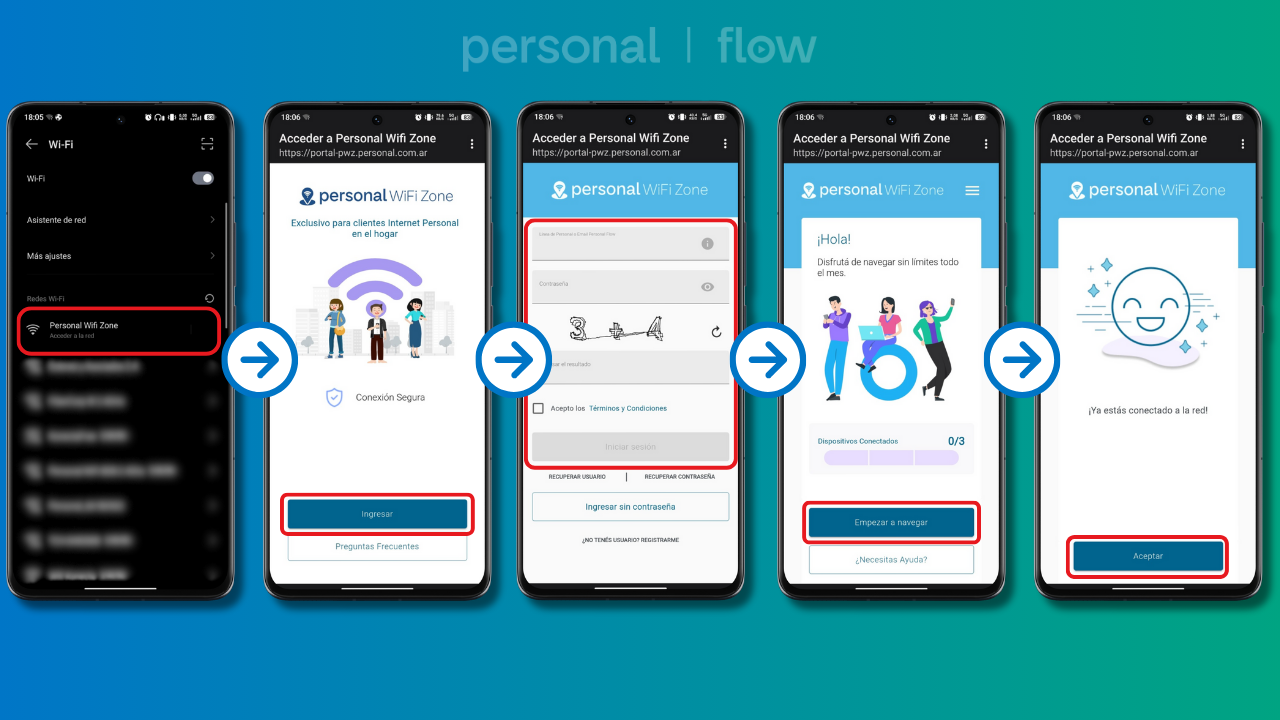 personal | flow
18:05
Wi-Fi
Wi-Fi
Asistente de red
Más ajustes
Redes Wi-Fi
Personal Wifi Zone
Acceder a la red
18:06
Acceder a Personal Wifi Zone
https://portal-pwz.personal.com.ar
personal WiFi Zone
Exclusivo para clientes Internet Personal
en el hogar
Conexión Segura
Ingresar
Preguntas Frecuentes
18:06
Acceder a Personal Wifi Zone
https://portal-pwz.personal.com.ar
personal WiFi Zone
Línea de Personal o Email Personal Flow
Contraseña
3 + 4
el resultado
Acepto los Términos y Condiciones
Iniciar sesión
RECUPERAR USUARIO | RECUPERAR CONTRASEÑA
Ingresar sin contraseña
¿NO TENÉS USUARIO? REGISTRARME
18:06
Acceder a Personal Wifi Zone
https://portal-pwz.personal.com.ar
personal WiFi Zone
¡Hola!
Disfrutá de navegar sin límites todo
el mes.
Dispositivos Conectados 0/3
Empezar a navegar
¿Necesitas Ayuda?
18:06
Acceder a Personal Wifi Zone
https://portal-pwz.personal.com.ar
personal WiFi Zone
¡Ya estás conectado a la red!
Aceptar